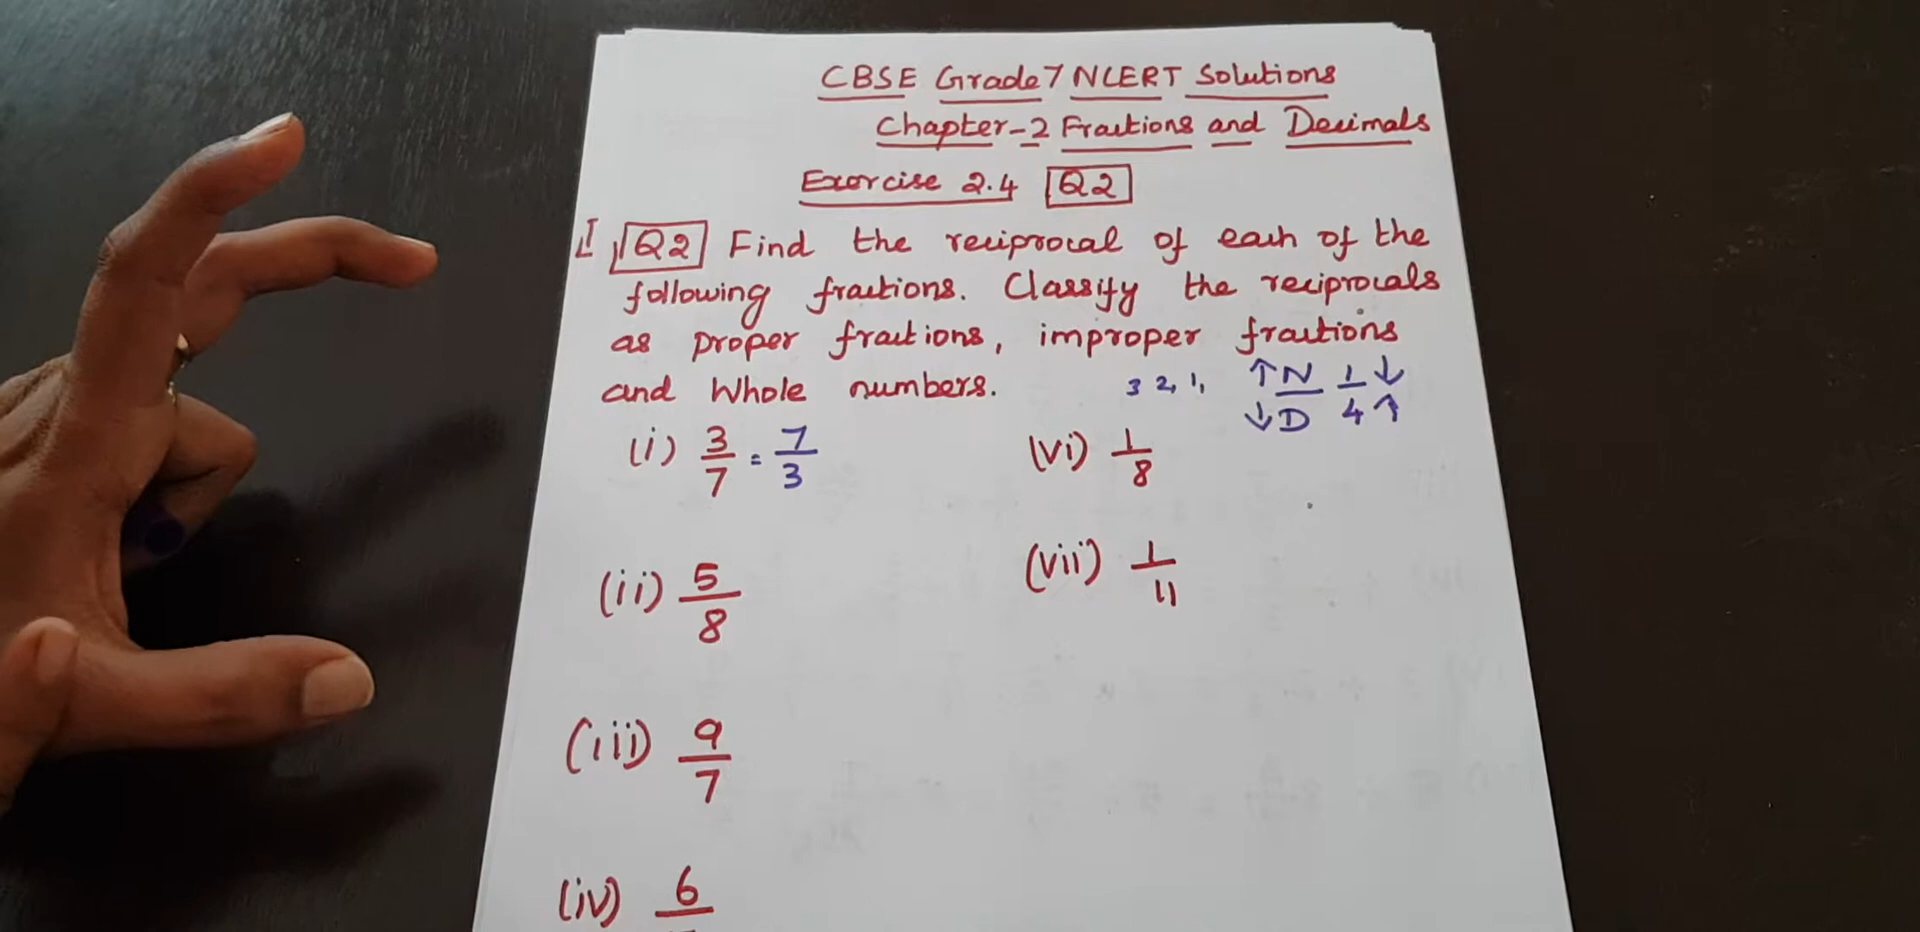 CBSE Grade 7 NCERT Solutions
Chapter-2 Fractions and Decimals
Exercise 2.4 Q2
I Q2 Find the reciprocal of each of the
following fractions. Classify the reciprocals
as proper fractions, improper fractions
and Whole numbers. 3 2, 1, ↑N/↓D 1/4 ↓↑
(i) 3/7 = 7/3
(vi) 1/8
(ii) 5/8
(vii) 1/11
(iii) 9/7
(iv) 6